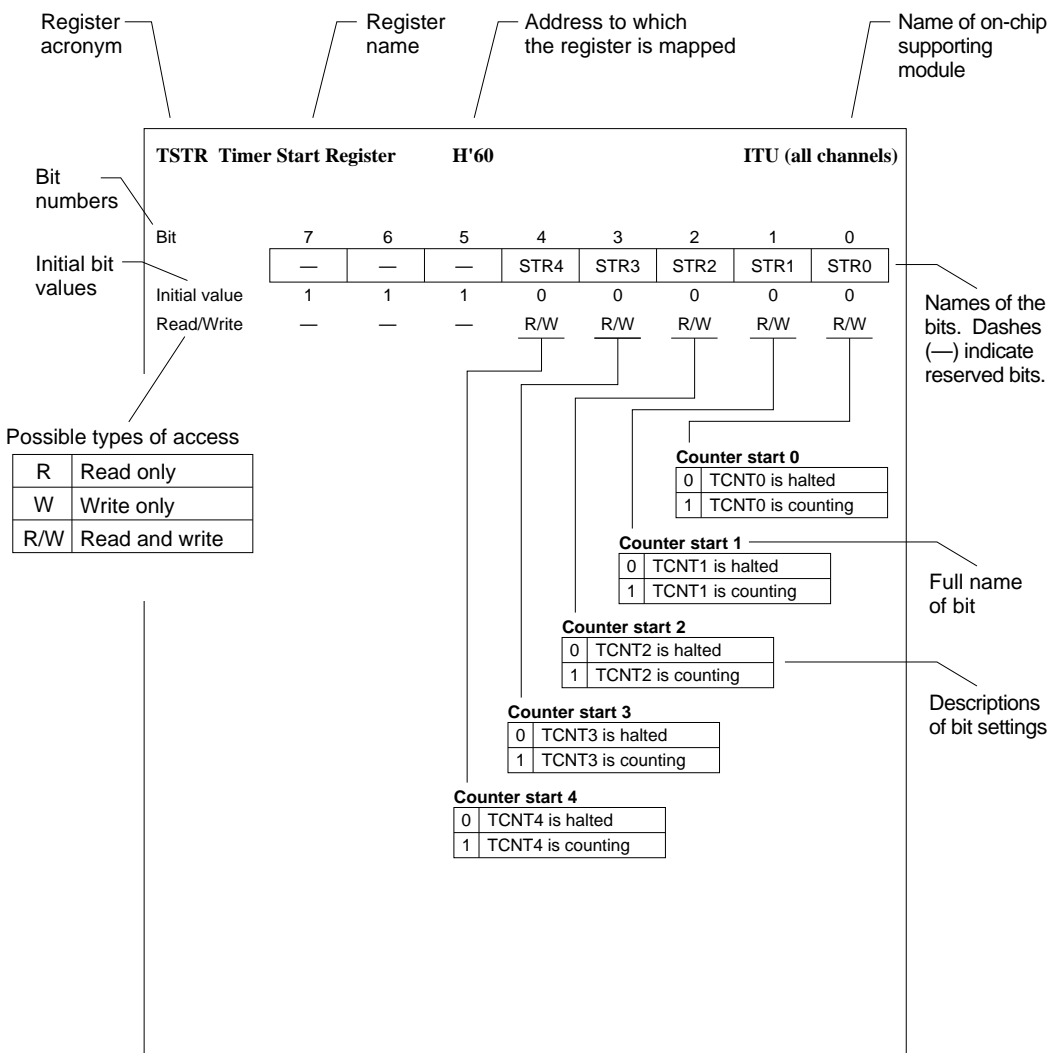 Register
acronym
Register
name
Address to which
the register is mapped
Name of on-chip
supporting
module
TSTR Timer Start Register H'60 ITU (all channels)
Bit
numbers
Bit 7 6 5 4 3 2 1 0
Initial bit
values
— — — STR4 STR3 STR2 STR1 STR0
Initial value 1 1 1 0 0 0 0 0
Read/Write — — — R/W R/W R/W R/W R/W
Names of the
bits. Dashes
(—) indicate
reserved bits.
Possible types of access
R Read only
W Write only
R/W Read and write
Counter start 0
0 TCNT0 is halted
1 TCNT0 is counting
Counter start 1
0 TCNT1 is halted
1 TCNT1 is counting
Full name
of bit
Counter start 2
0 TCNT2 is halted
1 TCNT2 is counting
Descriptions
of bit settings
Counter start 3
0 TCNT3 is halted
1 TCNT3 is counting
Counter start 4
0 TCNT4 is halted
1 TCNT4 is counting